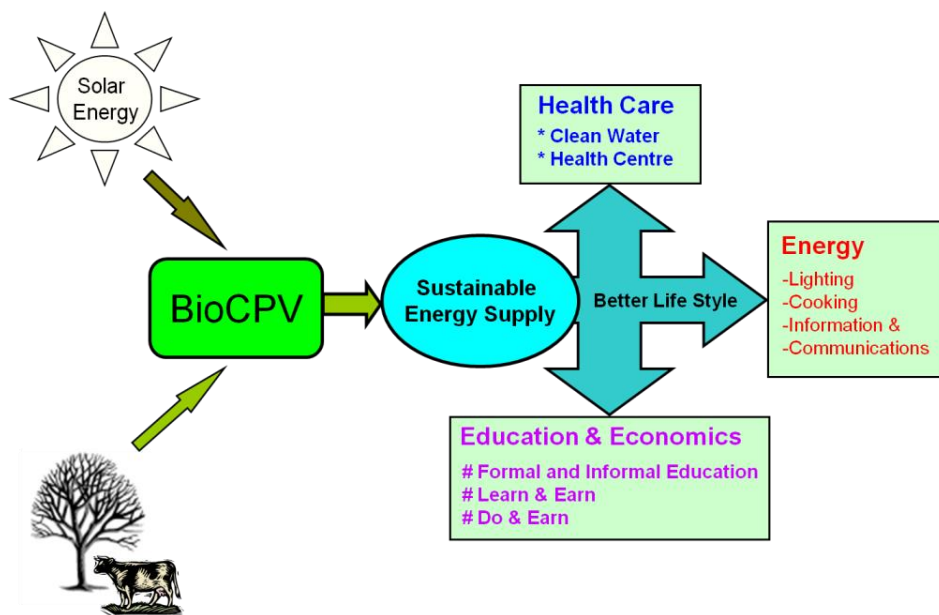 Solar
Energy
BioCPV
Sustainable
Energy Supply
Better Life Style
Health Care
* Clean Water
* Health Centre
Energy
-Lighting
-Cooking
-Information &
-Communications
Education & Economics
# Formal and Informal Education
# Learn & Earn
# Do & Earn